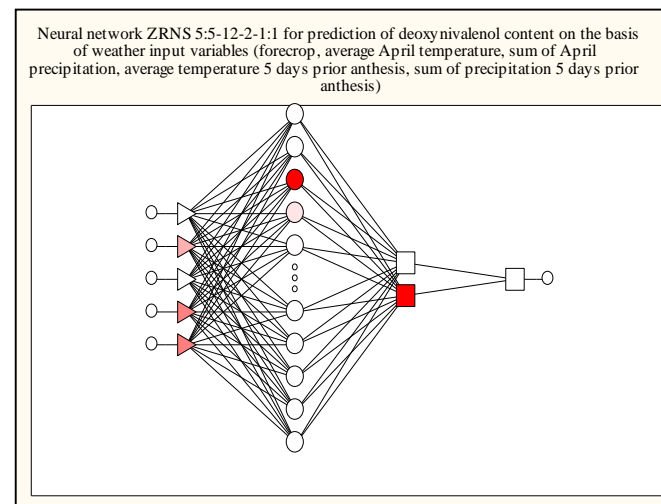 Neural network ZRNS 5:5-12-2-1:1 for prediction of deoxynivalenol content on the basis
of weather input variables (forecrop, average April temperature, sum of April
precipitation, average temperature 5 days prior anthesis, sum of precipitation 5 days prior
anthesis)